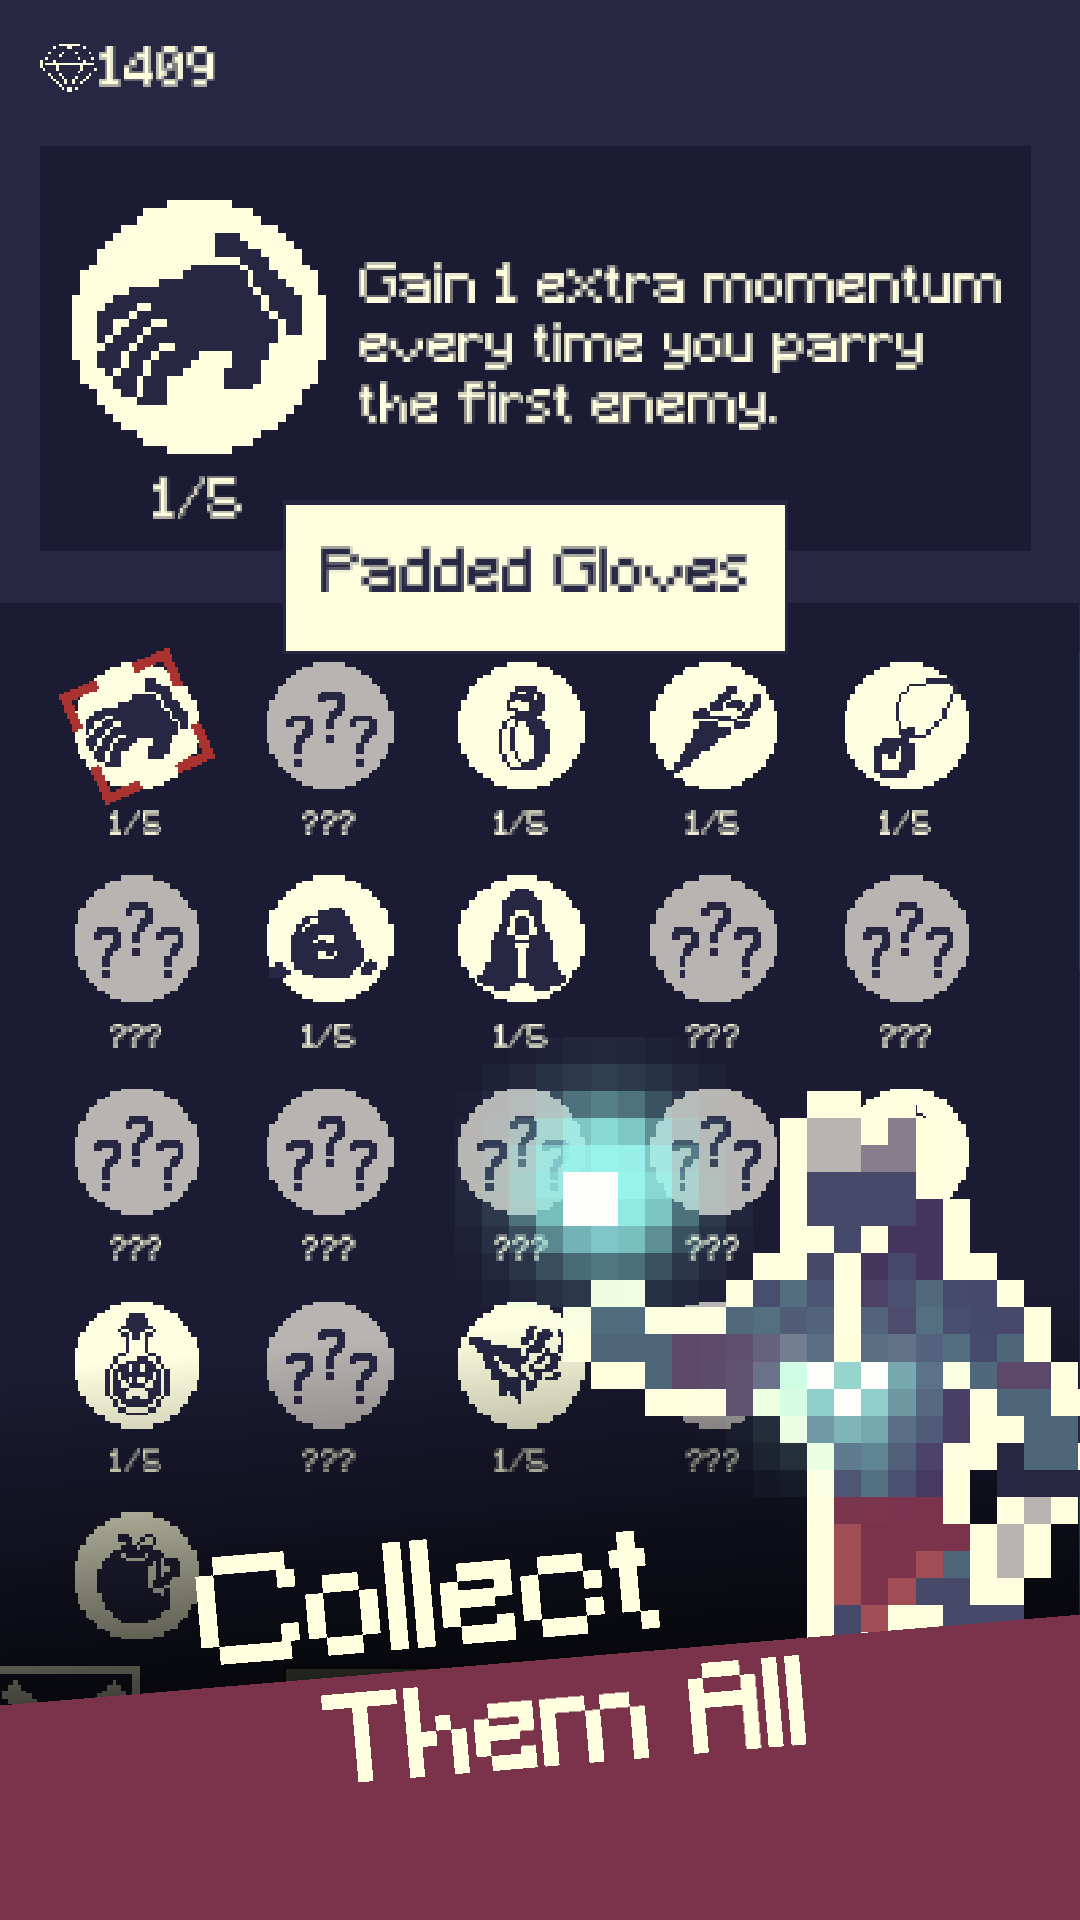 1409
Gain 1 extra momentum
every time you parry
the first enemy.
1/5
Padded Gloves
???
1/5 ??? 1/5 1/5 1/5
??? ??? ???
??? 1/5 1/5 ??? ???
??? ??? ??? ???
??? ??? ??? ???
???
1/5 ??? 1/5 ???
Collect
Them All